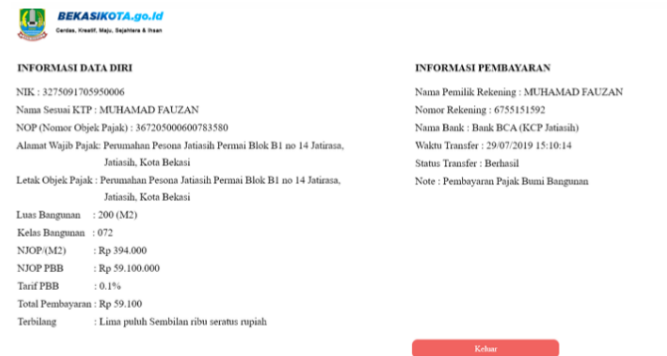 BEKASIKOTA.go.id
Cerdas, Kreatif, Maju, Sejahtera & Ihsan
INFORMASI DATA DIRI
NIK : 3275091705950006
Nama Sesuai KTP : MUHAMAD FAUZAN
NOP (Nomor Objek Pajak) : 367205000600783580
Alamat Wajib Pajak: Perumahan Pesona Jatiasih Permai Blok B1 no 14 Jatirasa,
Jatiasih, Kota Bekasi
Letak Objek Pajak : Perumahan Pesona Jatiasih Permai Blok B1 no 14 Jatirasa,
Jatiasih, Kota Bekasi
Luas Bangunan : 200 (M2)
Kelas Bangunan : 072
NJOP/(M2) : Rp 394.000
NJOP PBB : Rp 59.100.000
Tarif PBB : 0.1%
Total Pembayaran : Rp 59.100
Terbilang : Lima puluh Sembilan ribu seratus rupiah
INFORMASI PEMBAYARAN
Nama Pemilik Rekening : MUHAMAD FAUZAN
Nomor Rekening : 6755151592
Nama Bank : Bank BCA (KCP Jatiasih)
Waktu Transfer : 29/07/2019 15:10:14
Status Transfer : Berhasil
Note : Pembayaran Pajak Bumi Bangunan
Keluar